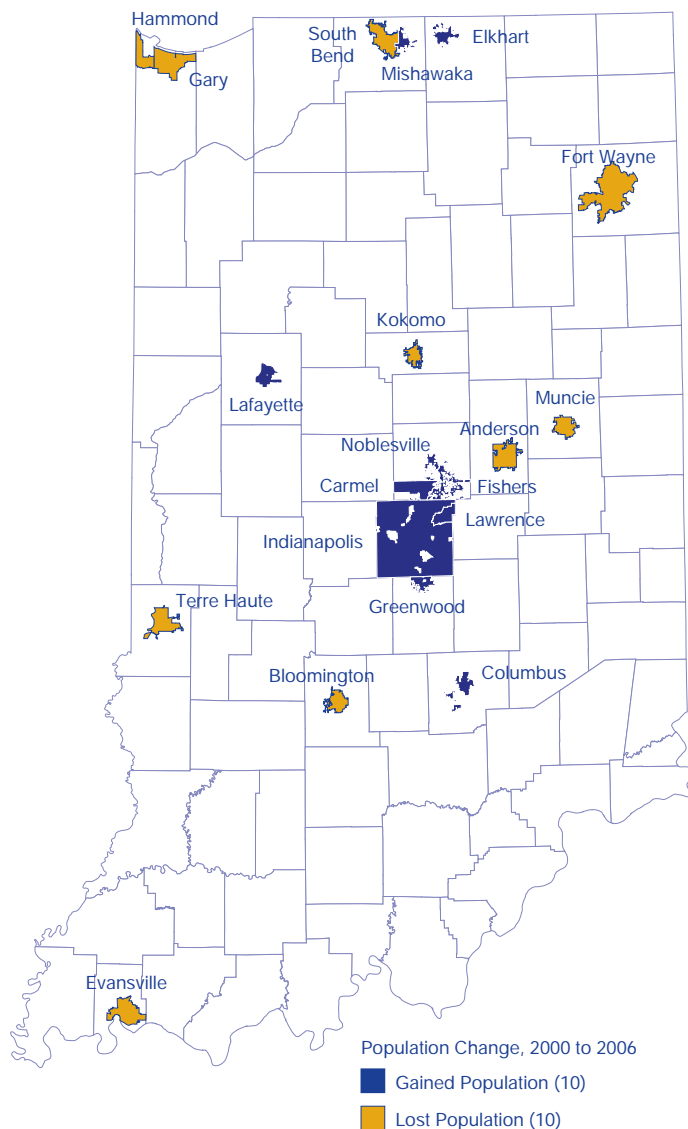 Hammond
South
Bend
Elkhart
Mishawaka
Gary
Fort Wayne
Kokomo
Lafayette
Muncie
Anderson
Noblesville
Carmel
Fishers
Lawrence
Indianapolis
Greenwood
Terre Haute
Bloomington
Columbus
Evansville
Population Change, 2000 to 2006
Gained Population (10)
Lost Population (10)